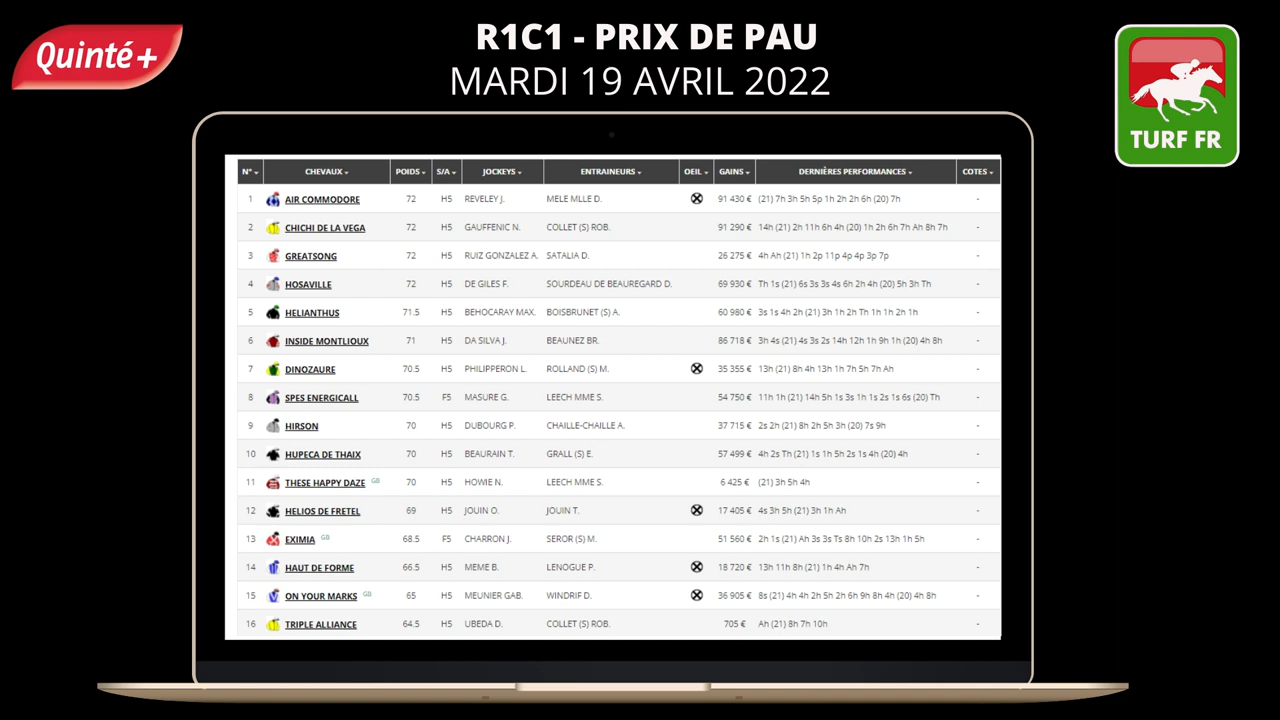 R1C1 - PRIX DE PAU
MARDI 19 AVRIL 2022
Quinté+
TURF FR
N° CHEVAUX POIDS S/A JOCKEYS ENTRAINEURS OEIL GAINS DERNIÈRES PERFORMANCES COTES
1 AIR COMMODORE 72 H5 REVELEY J. MELE MLLE D. 91 430 € (21) 7h 3h 5h 5p 1h 2h 2h 6h (20) 7h -
2 CHICHI DE LA VEGA 72 H5 GAUFFENIC N. COLLET (S) ROB. 91 290 € 14h (21) 2h 11h 6h 4h (20) 1h 2h 6h 7h Ah 8h 7h -
3 GREATSONG 72 H5 RUIZ GONZALEZ A. SATALIA D. 26 275 € 4h Ah (21) 1h 2p 11p 4p 4p 3p 7p -
4 HOSAVILLE 72 H5 DE GILES F. SOURDEAU DE BEAUREGARD D. 69 930 € Th 1s (21) 6s 3s 3s 4s 6h 2h 4h (20) 5h 3h Th -
5 HELIANTHUS 71.5 H5 BEHOCARAY MAX. BOISBRUNET (S) A. 60 980 € 3s 1s 4h 2h (21) 3h 1h 2h Th 1h 1h 2h 1h -
6 INSIDE MONTLIOUX 71 H5 DA SILVA J. BEAUNEZ BR. 86 718 € 3h 4s (21) 4s 3s 2s 14h 12h 1h 9h 1h (20) 4h 8h -
7 DINOZAURE 70.5 H5 PHILIPPERON L. ROLLAND (S) M. 35 355 € 13h (21) 8h 4h 13h 1h 7h 5h 7h Ah -
8 SPES ENERGICALL 70.5 F5 MASURE G. LEECH MME S. 54 750 € 11h 1h (21) 14h 5h 1s 3s 1h 1s 2s 1s 6s (20) Th -
9 HIRSON 70 H5 DUBOURG P. CHAILLE-CHAILLE A. 37 715 € 2s 2h (21) 8h 2h 5h 3h (20) 7s 9h -
10 HUPECA DE THAIX 70 H5 BEAURAIN T. GRALL (S) E. 57 499 € 4h 2s Th (21) 1s 1h 5h 2s 1s 4h (20) 4h -
11 THESE HAPPY DAZE GB 70 H5 HOWIE N. LEECH MME S. 6 425 € (21) 3h 5h 4h -
12 HELIOS DE FRETEL 69 H5 JOUIN O. JOUIN T. 17 405 € 4s 3h 5h (21) 3h 1h Ah -
13 EXIMIA GB 68.5 F5 CHARRON J. SEROR (S) M. 51 560 € 2h 1s (21) Ah 3s 3s Ts 8h 10h 2s 13h 1h 5h -
14 HAUT DE FORME 66.5 H5 MEME B. LENOGUE P. 18 720 € 13h 11h 8h (21) 1h 4h Ah 7h -
15 ON YOUR MARKS GB 65 H5 MEUNIER GAB. WINDRIF D. 36 905 € 8s (21) 4h 4h 2h 5h 2h 6h 9h 8h 4h (20) 4h 8h -
16 TRIPLE ALLIANCE 64.5 H5 UBEDA D. COLLET (S) ROB. 705 € Ah (21) 8h 7h 10h -